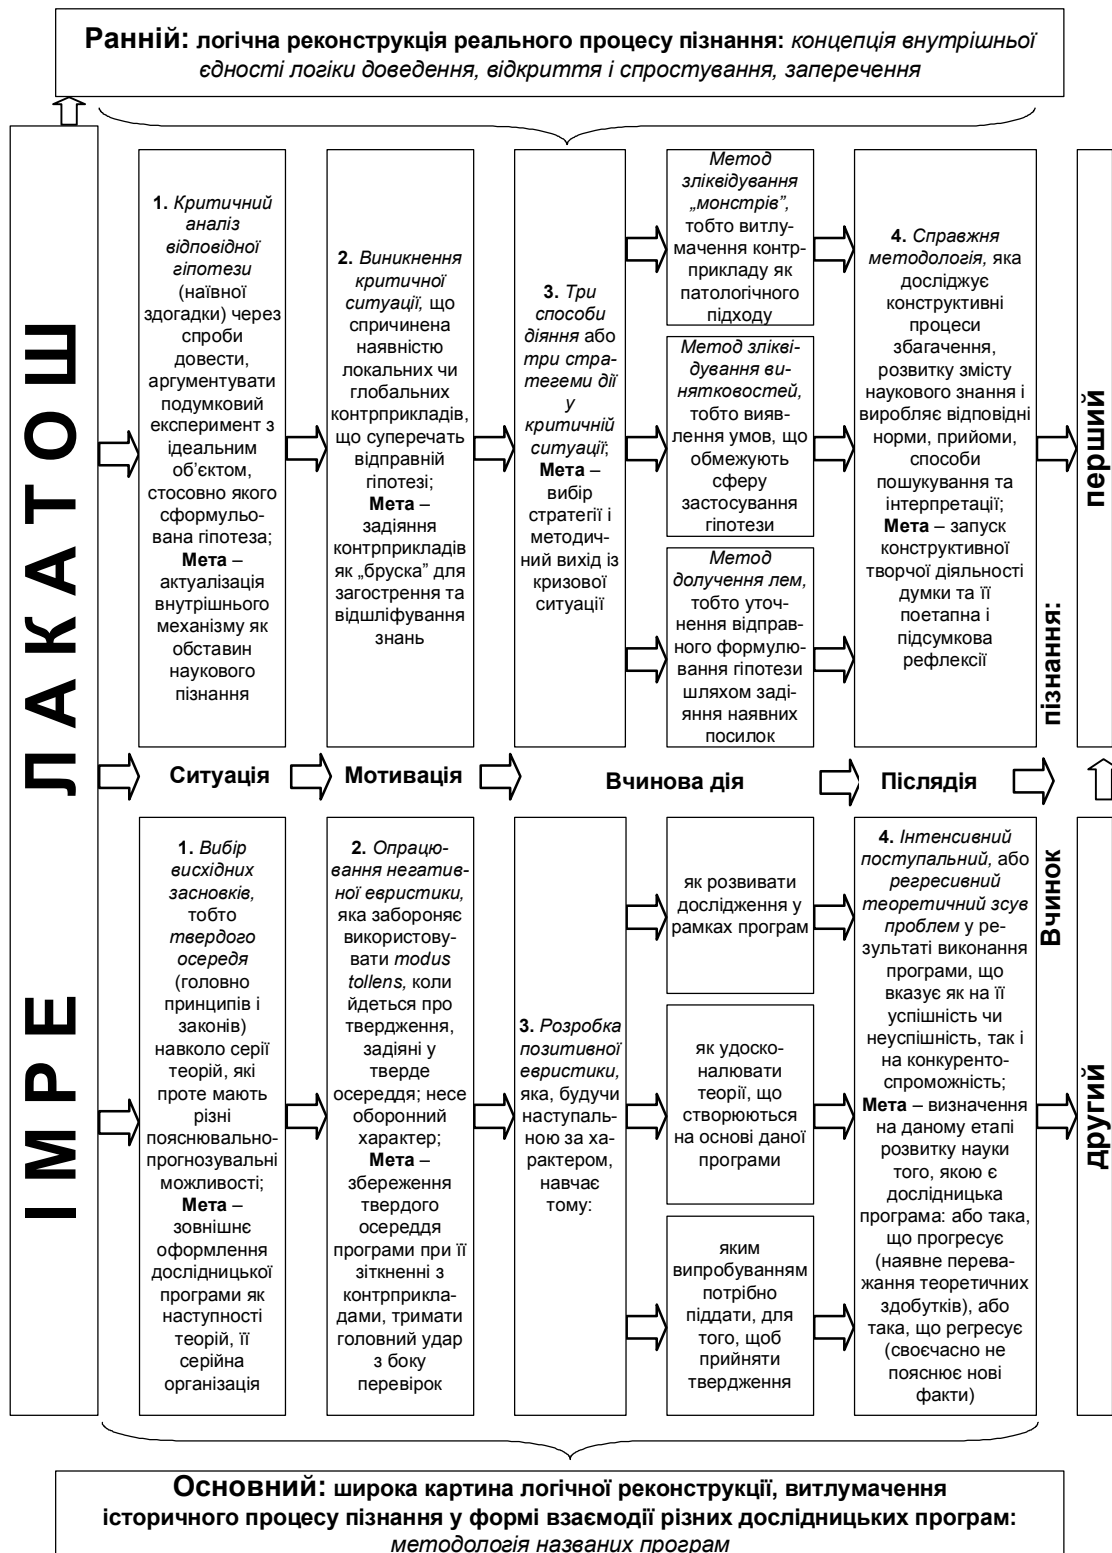 Ранній: логічна реконструкція реального процесу пізнання: концепція внутрішньої
єдності логіки доведення, відкриття і спростування, заперечення
ІМРЕ ЛАКАТОШ
1. Критичний
аналіз
відповідної
гіпотези
(наївної
здогадки) через
спроби
довести,
аргументувати
подумковий
експеримент з
ідеальним
об’єктом,
стосовно якого
сформульо-
вана гіпотеза;
Мета –
актуалізація
внутрішнього
механізму як
обставин
наукового
пізнання
2. Виникнення
критичної
ситуації, що
спричинена
наявністю
локальних чи
глобальних
контрприкладів,
що суперечать
відправній
гіпотезі;
Мета –
задіяння
контрприкладів
як „бруска” для
загострення та
відшліфування
знань
3. Три
способи
діяння або
три стра-
тегеми дії
у
критичній
ситуації;
Мета –
вибір
стратегії і
методич-
ний вихід із
кризової
ситуації
Метод
зліквідування
„монстрів”,
тобто витлу-
мачення контр-
прикладу як
патологічного
підходу
Метод зліквi-
дування ви-
нятковостей,
тобто вияв-
лення умов, що
обмежують
сферу
застосування
гіпотези
Метод
долучення лем,
тобто уточ-
нення відправ-
ного формулю-
вання гіпотези
шляхом заді-
яння наявних
посилок
4. Справжня
методологія, яка
досліджує
конструктивні
процеси
збагачення,
розвитку змісту
наукового знання і
виробляє відповідні
норми, прийоми,
способи
пошукування та
інтерпретації;
Мета – запуск
конструктивної
творчої діяльності
думки та її
поетапна і
підсумкова
рефлексії
перший
Ситуація
Мотивація
Вчинова дія
Післядія
Вчинок пізнання:
1. Вибір
висхідних
засновків,
тобто
твердого
осередя
(головно
принципів і
законів)
навколо серії
теорій, які
проте мають
різні
пояснювально-
прогнозувальні
можливості;
Мета –
зовнішнє
оформлення
дослідницької
програми як
наступності
теорій, її
серійна
організація
2. Опрацю-
вання негатив-
ної евристики,
яка забороняє
використову-
вати modus
tollens, коли
йдеться про
твердження,
задіяні у
тверде
осереддя; несе
оборонний
характер;
Мета –
збереження
твердого
осереддя
програми при її
зіткненні з
контрприкла-
дами, тримати
головний удар
з боку
перевірок
3. Розробка
позитивної
евристики,
яка, будучи
наступаль-
ною за ха-
рактером,
навчає
тому:
як розвивати
дослідження у
рамках програм
як удоско-
налювати
теорії, що
створюються
на основі даної
програми
яким
випробуванням
потрібно
піддати, для
того, щоб
прийняти
твердження
4. Інтенсивний
поступальний, або
регресивний
теоретичний зсув
проблем у ре-
зультаті виконання
програми, що
вказує як на її
успішність чи
неуспішність, так і
на конкуренто-
спроможність;
Мета – визначення
на даному етапі
розвитку науки
того, якою є
дослідницька
програма: або така,
що прогресує
(наявне перева-
жання теоретичних
здобутків), або
така, що регресує
(своєчасно не
пояснює нові
факти)
другий
Основний: широка картина логічної реконструкції, витлумачення
історичного процесу пізнання у формі взаємодії різних дослідницьких програм:
методологія названих програм